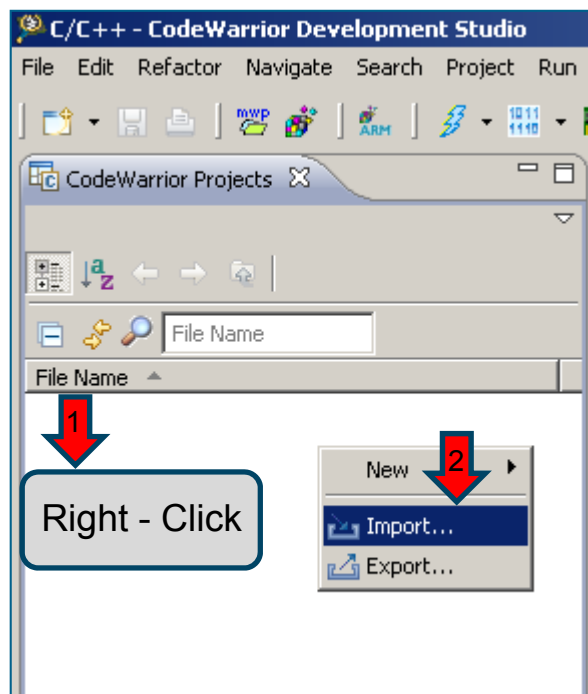 C/C++ - CodeWarrior Development Studio
File Edit Refactor Navigate Search Project Run
mwp
ARM
1011
1110
CodeWarrior Projects
a
z
File Name
File Name
1
Right - Click
New
2
Import...
Export...